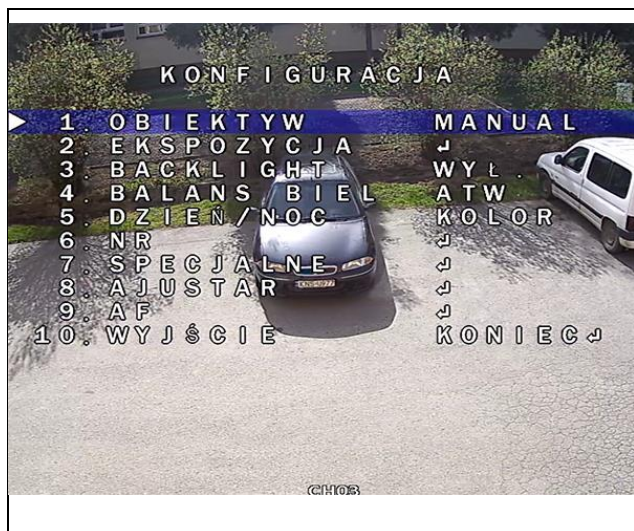 KONFIGURACJA
1. OBIEKTYW MANUAL
2. EKSPOZYCJA ↲
3. BACKLIGHT WYŁ.
4. BALANS BIEL ATW
5. DZIEŃ/NOC KOLOR
6. NR ↲
7. SPECJALNE ↲
8. AJUSTAR ↲
9. AF ↲
10. WYJŚCIE KONIEC↲
CH03